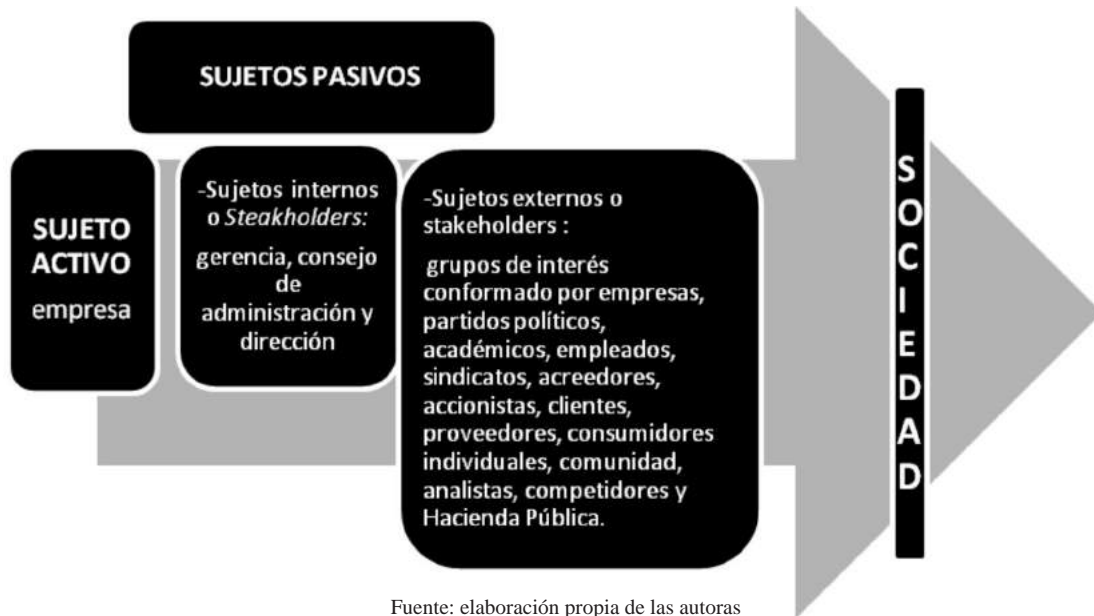 SUJETOS PASIVOS
SUJETO
ACTIVO
empresa
-Sujetos internos
o Steakholders:
gerencia, consejo
de
administración y
dirección
-Sujetos externos o
stakeholders :
grupos de interés
conformado por empresas,
partidos políticos,
académicos, empleados,
sindicatos, acreedores,
accionistas, clientes,
proveedores, consumidores
individuales, comunidad,
analistas, competidores y
Hacienda Pública.
SOCIEDAD
Fuente: elaboración propia de las autoras